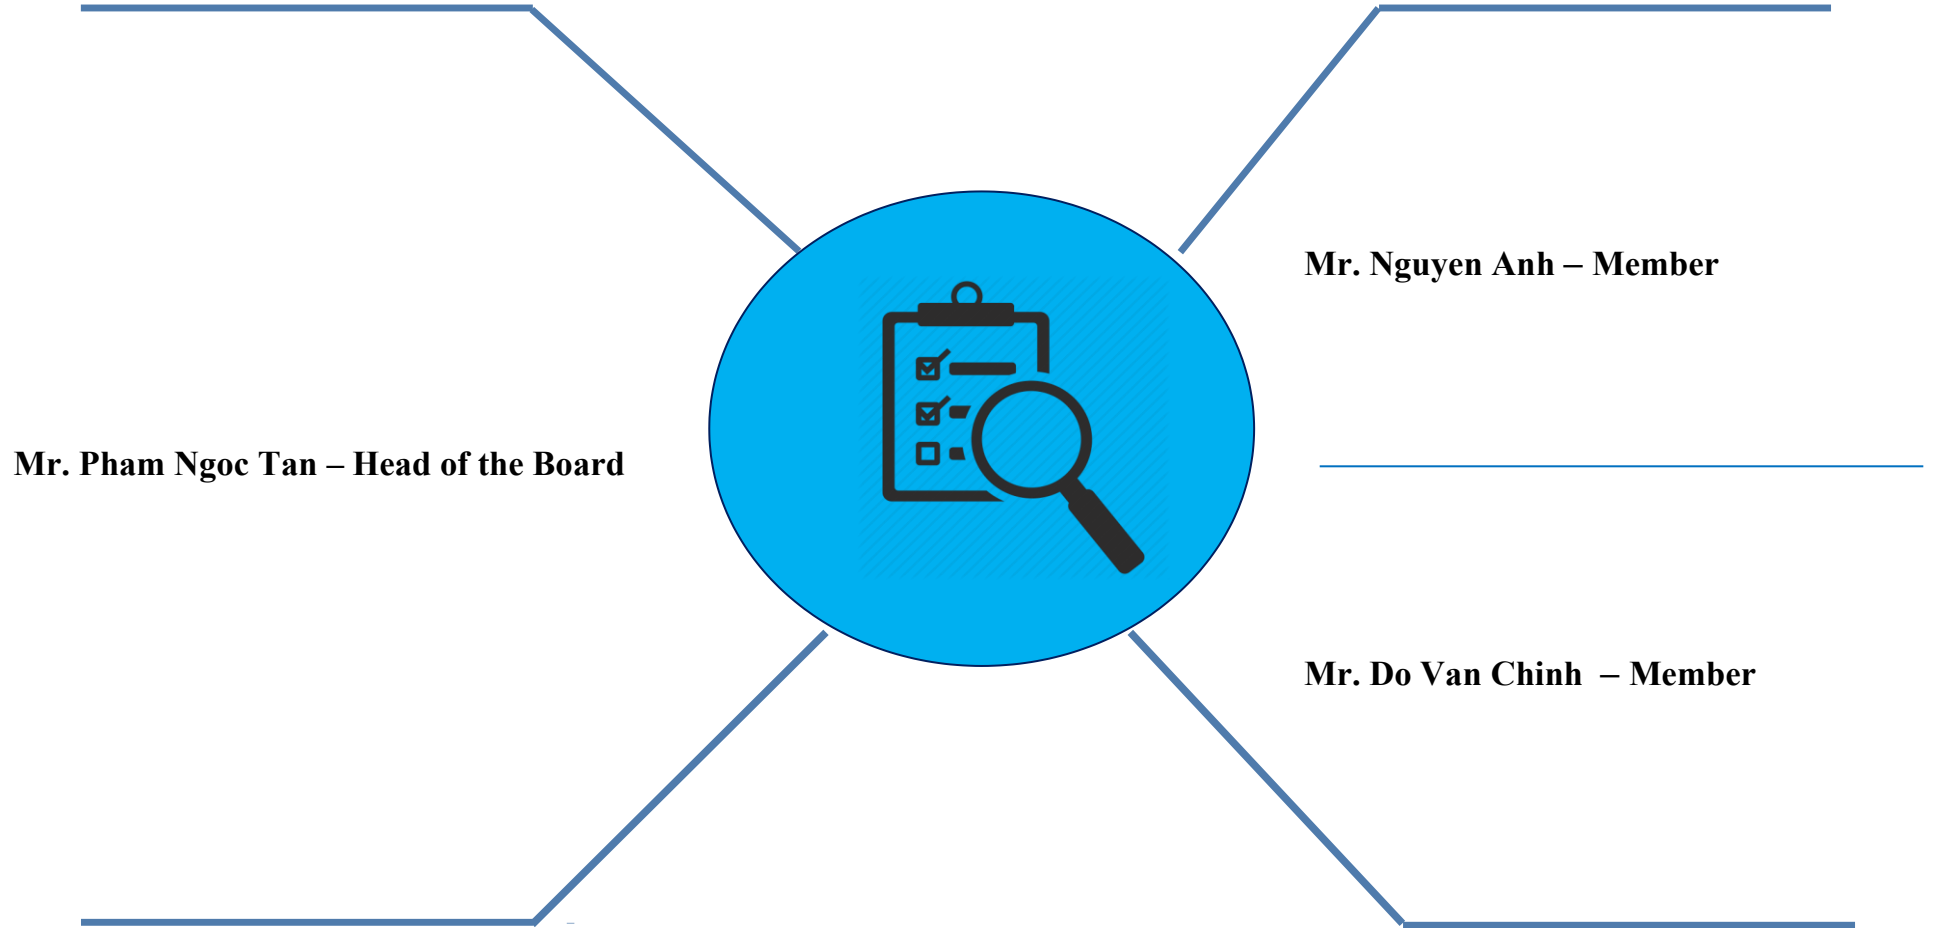 Mr. Nguyen Anh – Member
Mr. Pham Ngoc Tan – Head of the Board
Mr. Do Van Chinh – Member